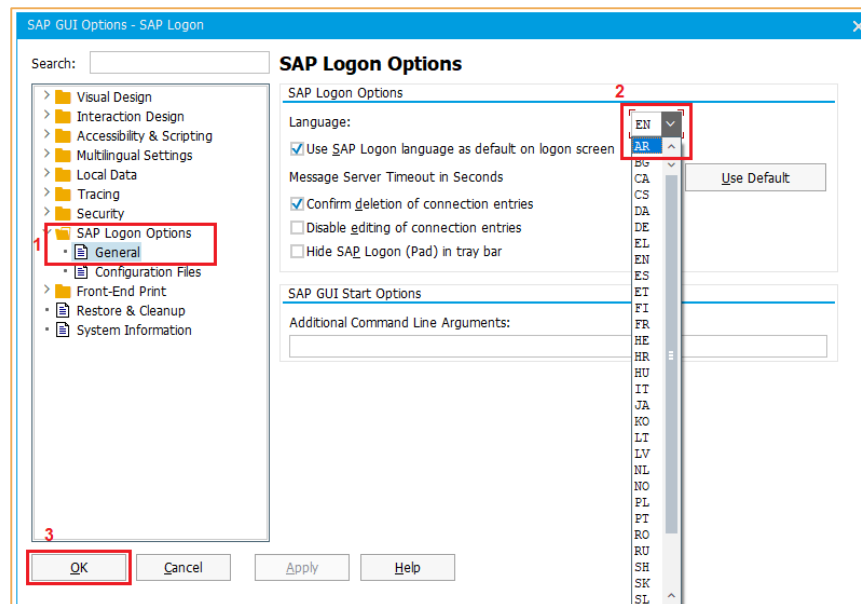 SAP GUI Options - SAP Logon
Search:
Visual Design
Interaction Design
Accessibility & Scripting
Multilingual Settings
Local Data
Tracing
Security
1
SAP Logon Options
General
Configuration Files
Front-End Print
Restore & Cleanup
System Information
SAP Logon Options
SAP Logon Options
2
Language:
EN
Use SAP Logon language as default on logon screen
Message Server Timeout in Seconds
Use Default
Confirm deletion of connection entries
Disable editing of connection entries
Hide SAP Logon (Pad) in tray bar
AR
BG
CA
CS
DA
DE
EL
EN
ES
ET
FI
FR
HE
HR
HU
IT
JA
KO
LT
LV
NL
NO
PL
PT
RO
RU
SH
SK
SL
SAP GUI Start Options
Additional Command Line Arguments:
3
OK
Cancel
Apply
Help